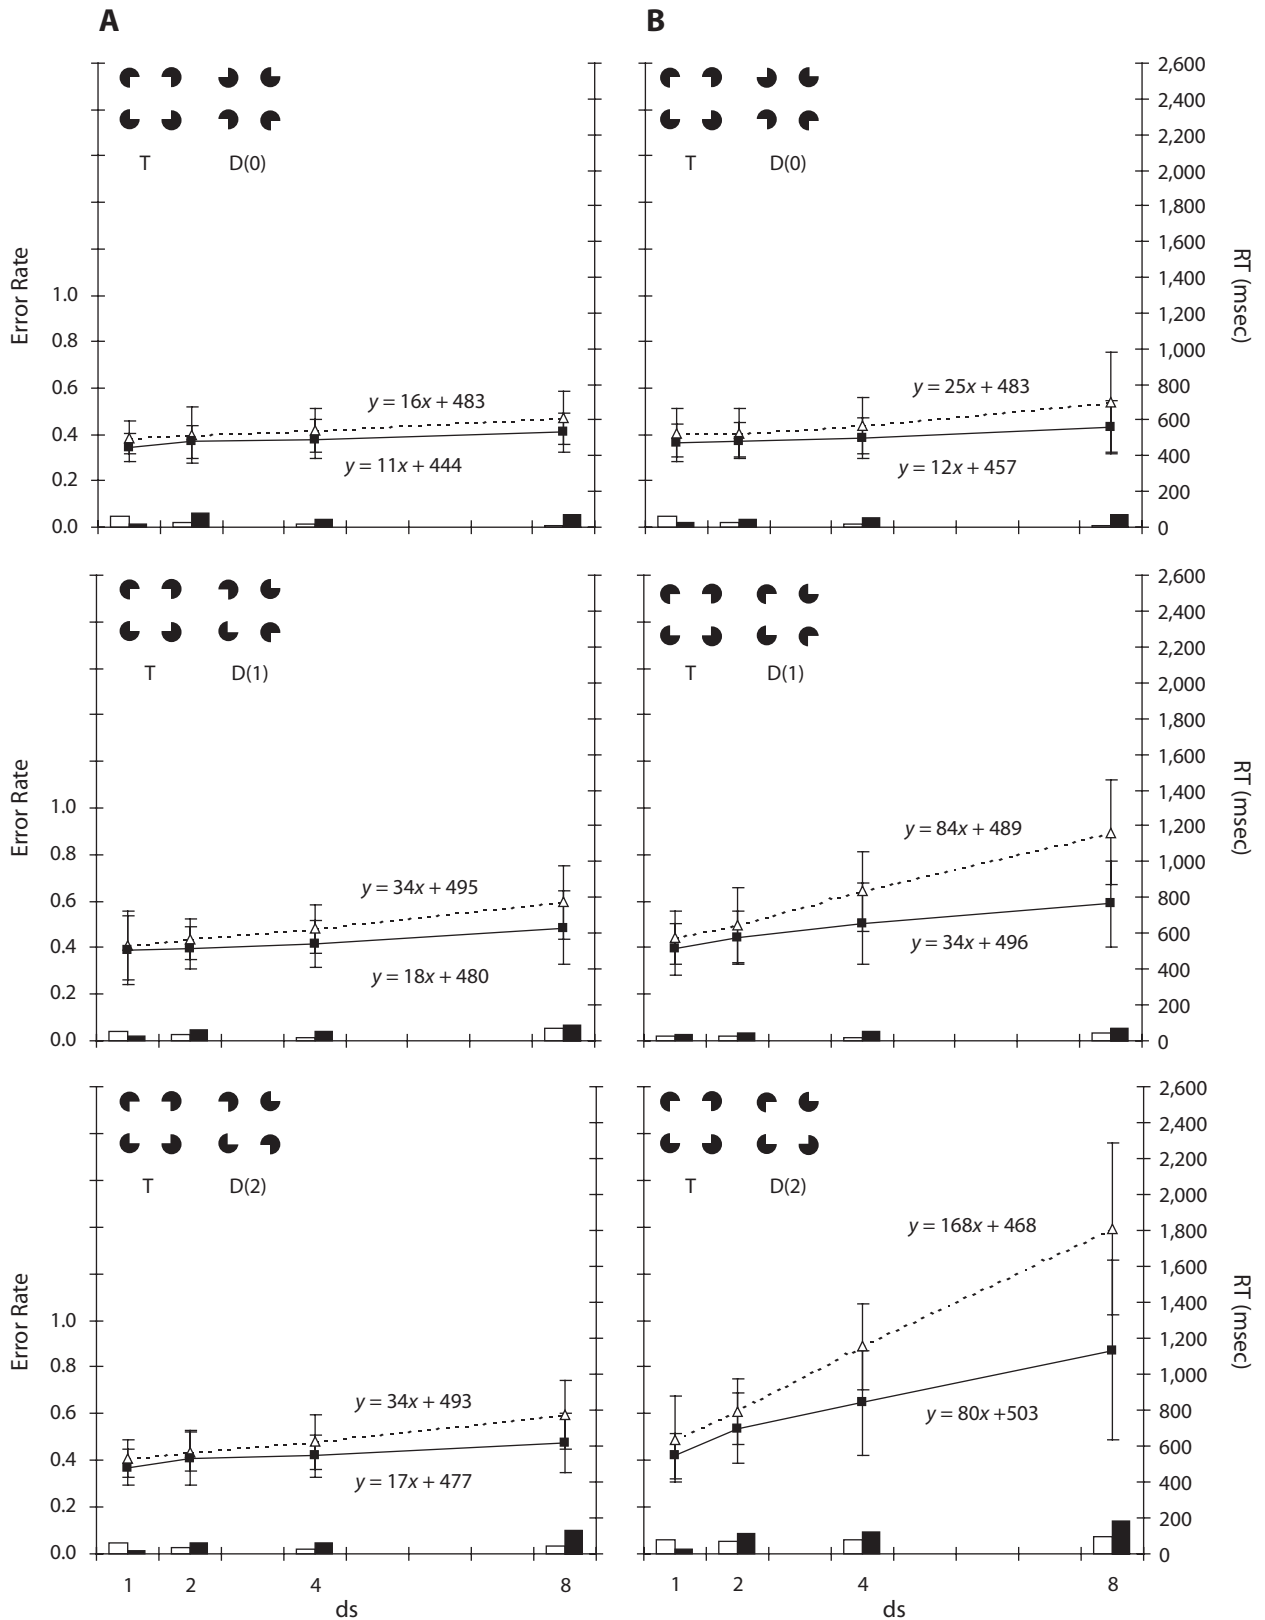 A
B
T D(0)
T D(0)
2,600
2,400
2,200
2,000
1,800
1,600
1,400
1,200
1,000
800
600
400
200
0
Error Rate
1.0
0.8
0.6
0.4
0.2
0.0
RT (msec)
y = 16x + 483
y = 11x + 444
y = 25x + 483
y = 12x + 457
T D(1)
T D(1)
2,600
2,400
2,200
2,000
1,800
1,600
1,400
1,200
1,000
800
600
400
200
0
Error Rate
1.0
0.8
0.6
0.4
0.2
0.0
RT (msec)
y = 34x + 495
y = 18x + 480
y = 84x + 489
y = 34x + 496
T D(2)
T D(2)
2,600
2,400
2,200
2,000
1,800
1,600
1,400
1,200
1,000
800
600
400
200
0
Error Rate
1.0
0.8
0.6
0.4
0.2
0.0
RT (msec)
y = 34x + 493
y = 17x + 477
y = 168x + 468
y = 80x +503
1 2 4 8
ds
1 2 4 8
ds